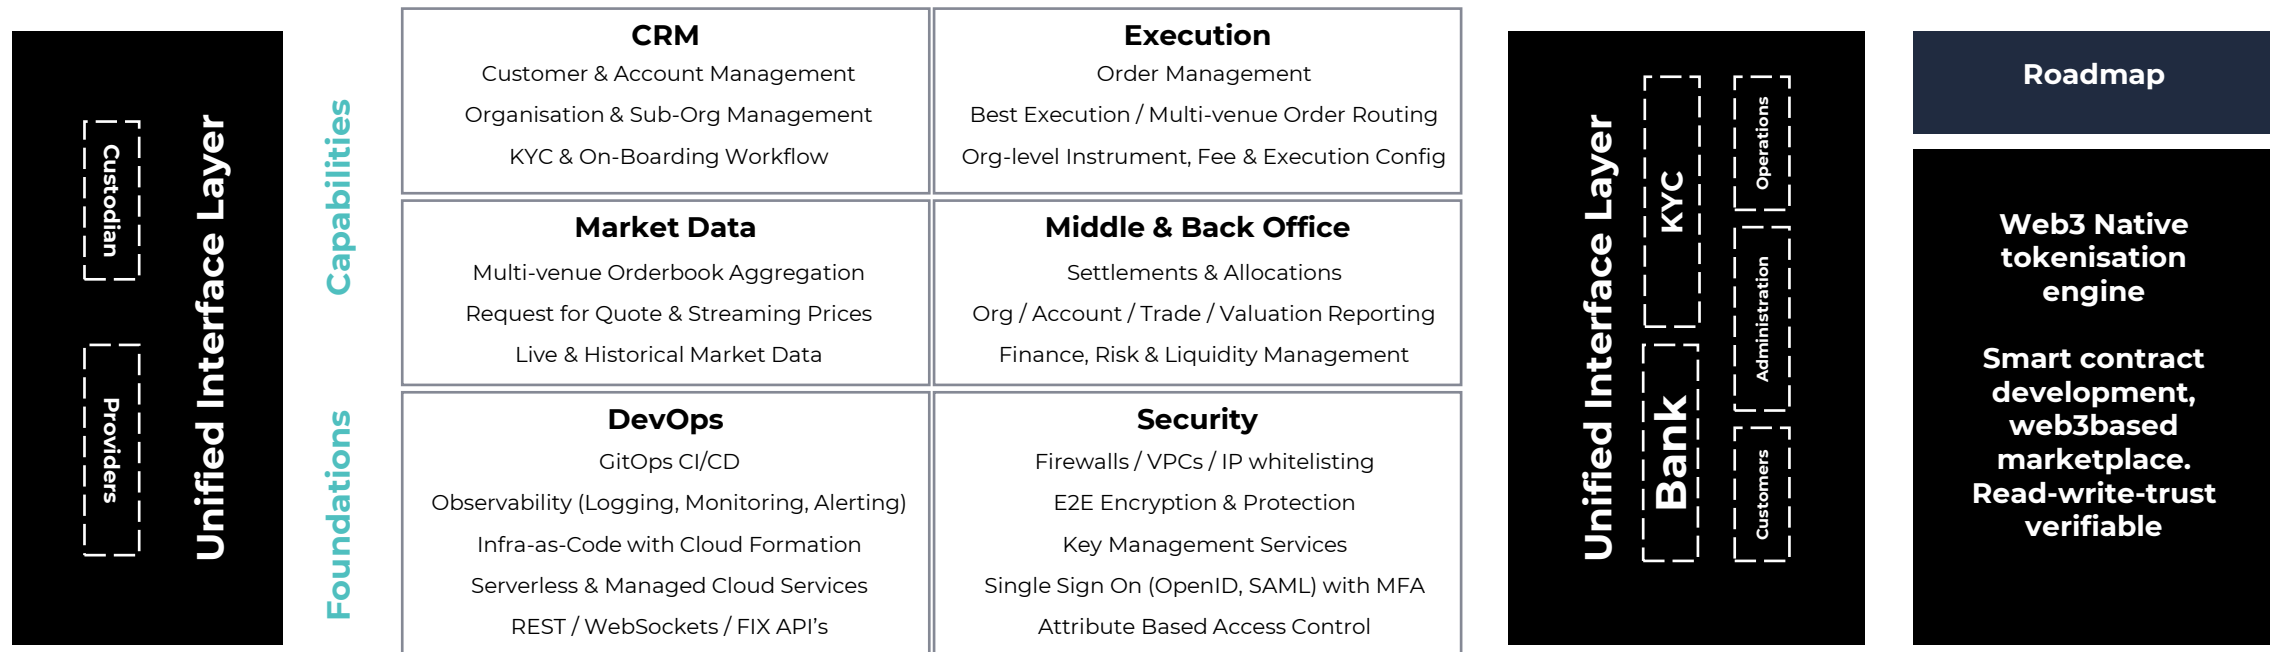 Custodian
Providers
Unified Interface Layer
Capabilities
Foundations
CRM
Customer & Account Management
Organisation & Sub-Org Management
KYC & On-Boarding Workflow
Execution
Order Management
Best Execution / Multi-venue Order Routing
Org-level Instrument, Fee & Execution Config
Market Data
Multi-venue Orderbook Aggregation
Request for Quote & Streaming Prices
Live & Historical Market Data
Middle & Back Office
Settlements & Allocations
Org / Account / Trade / Valuation Reporting
Finance, Risk & Liquidity Management
DevOps
GitOps CI/CD
Observability (Logging, Monitoring, Alerting)
Infra-as-Code with Cloud Formation
Serverless & Managed Cloud Services
REST / WebSockets / FIX API’s
Security
Firewalls / VPCs / IP whitelisting
E2E Encryption & Protection
Key Management Services
Single Sign On (OpenID, SAML) with MFA
Attribute Based Access Control
Unified Interface Layer
KYC
Bank
Operations
Administration
Customers
Roadmap
Web3 Native
tokenisation
engine
Smart contract
development,
web3based
marketplace.
Read-write-trust
verifiable